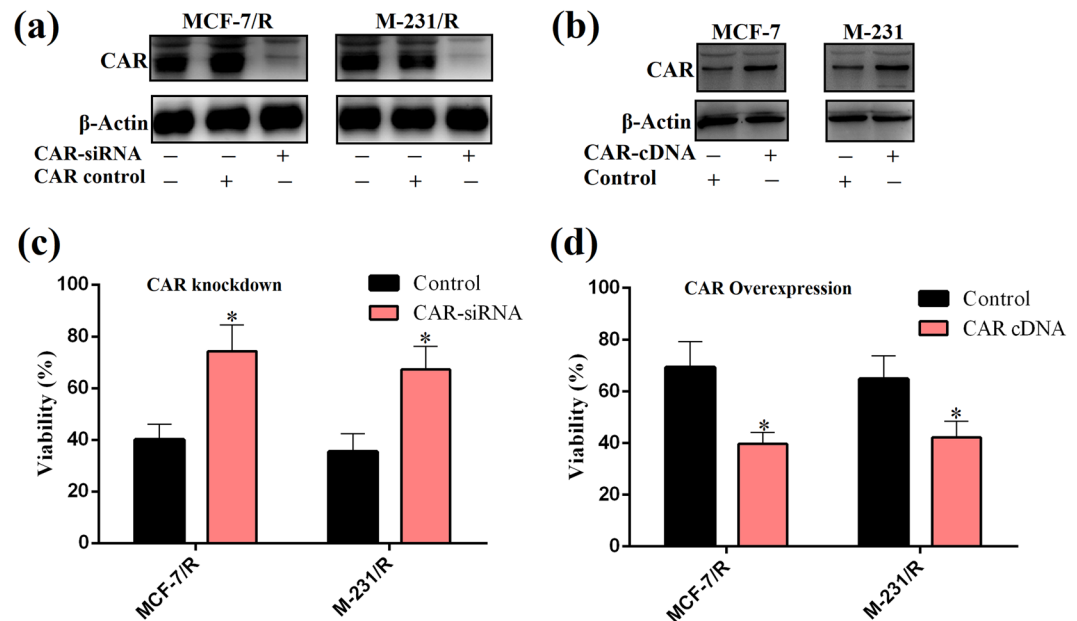 (a)
MCF-7/R M-231/R
CAR
β-Actin
CAR-siRNA − − + − − +
CAR control − + − − + −
(b)
MCF-7 M-231
CAR
β-Actin
CAR-cDNA − + − +
Control + − + −
(c)
CAR knockdown
Control
CAR-siRNA
Viability (%)
100
80
60
40
20
0
* *
MCF-7/R M-231/R
(d)
CAR Overexpression
Control
CAR cDNA
Viability (%)
100
80
60
40
20
0
* *
MCF-7/R M-231/R